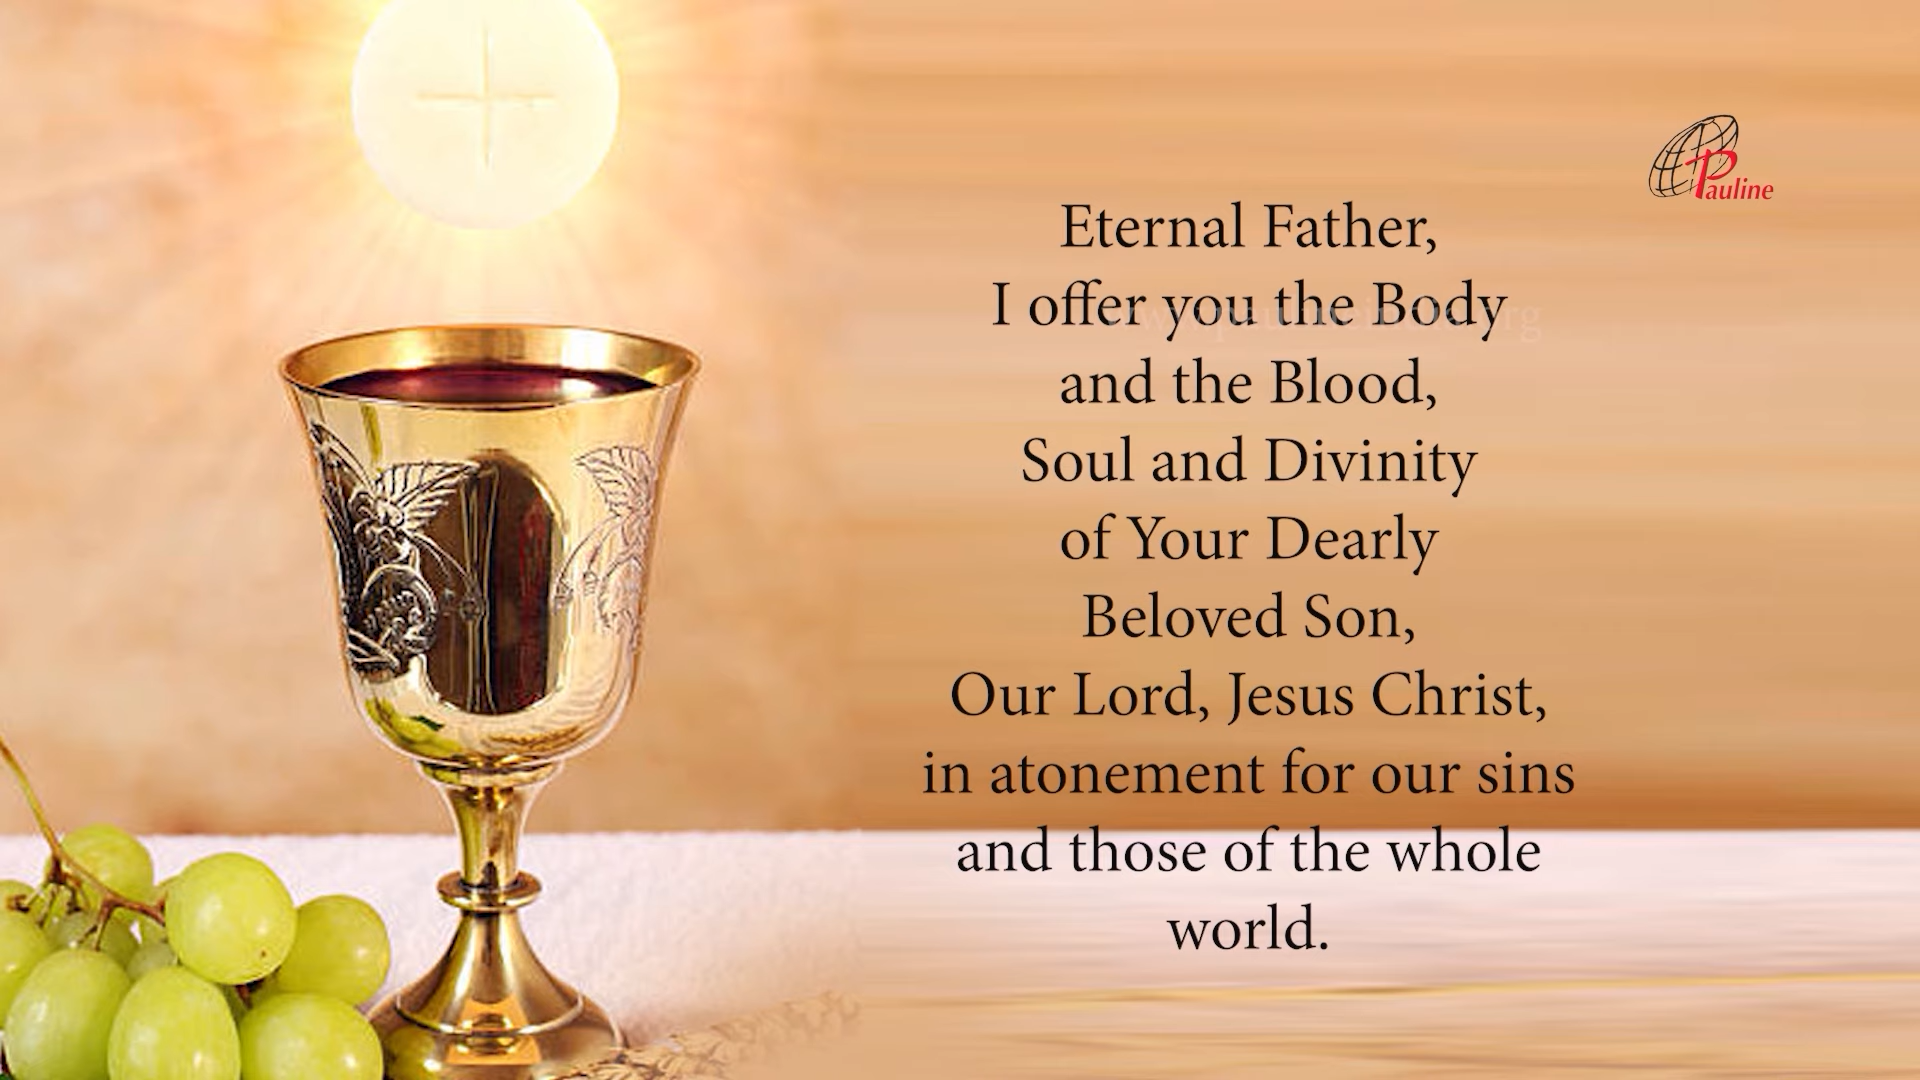 Pauline
Eternal Father,
I offer you the Body
and the Blood,
Soul and Divinity
of Your Dearly
Beloved Son,
Our Lord, Jesus Christ,
in atonement for our sins
and those of the whole
world.